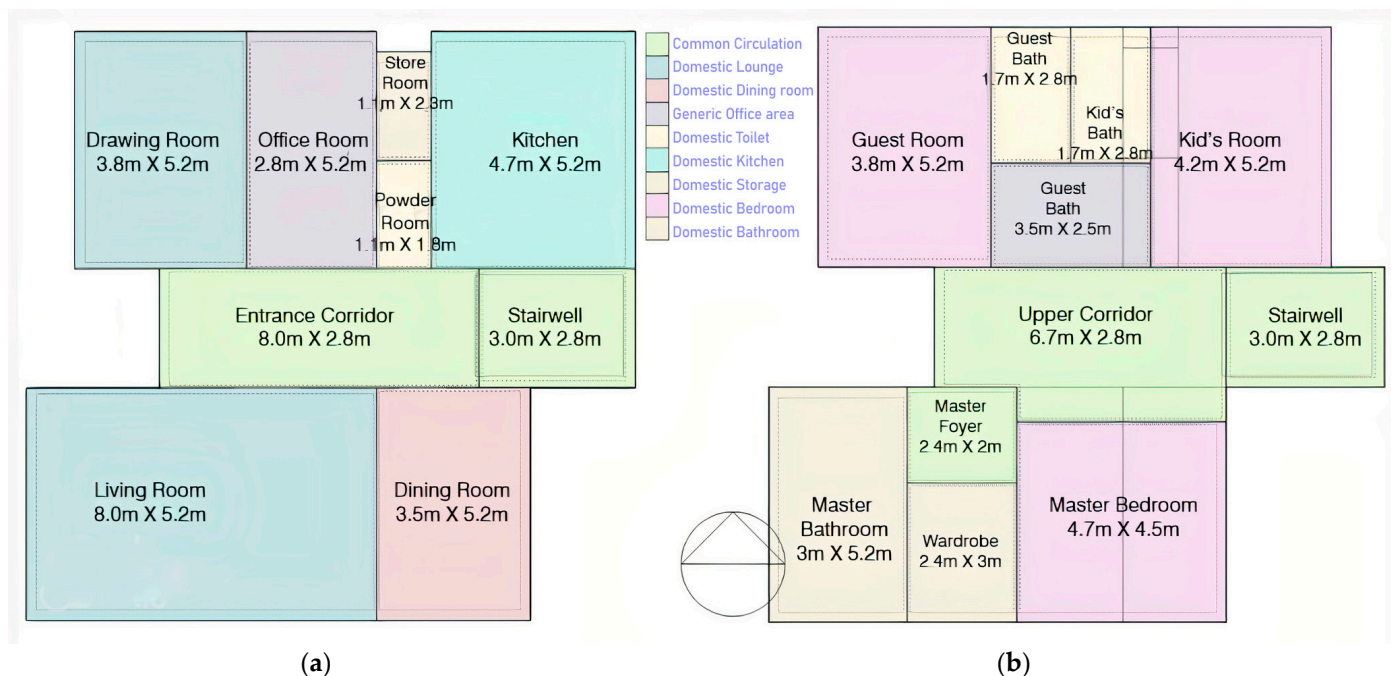 Drawing Room
3.8m X 5.2m
Office Room
2.8m X 5.2m
Store
Room
1.1m X 2.3m
Powder
Room
1.1m X 1.8m
Kitchen
4.7m X 5.2m
Entrance Corridor
8.0m X 2.8m
Stairwell
3.0m X 2.8m
Living Room
8.0m X 5.2m
Dining Room
3.5m X 5.2m
Common Circulation
Domestic Lounge
Domestic Dining room
Generic Office area
Domestic Toilet
Domestic Kitchen
Domestic Storage
Domestic Bedroom
Domestic Bathroom
Guest Room
3.8m X 5.2m
Guest
Bath
1.7m X 2.8m
Kid's
Bath
1.7m X 2.8m
Kid's Room
4.2m X 5.2m
Guest
Bath
3.5m X 2.5m
Upper Corridor
6.7m X 2.8m
Stairwell
3.0m X 2.8m
Master
Foyer
2.4m X 2m
Master
Bathroom
3m X 5.2m
Wardrobe
2.4m X 3m
Master Bedroom
4.7m X 4.5m
(a)
(b)